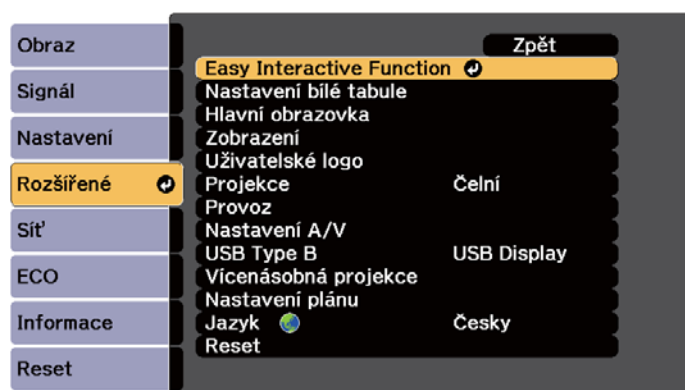 Obraz
Signál
Nastavení
Rozšířené
Síť
ECO
Informace
Reset
Zpět
Easy Interactive Function
Nastavení bílé tabule
Hlavní obrazovka
Zobrazení
Uživatelské logo
Projekce Čelní
Provoz
Nastavení A/V
USB Type B USB Display
Vícenásobná projekce
Nastavení plánu
Jazyk Česky
Reset